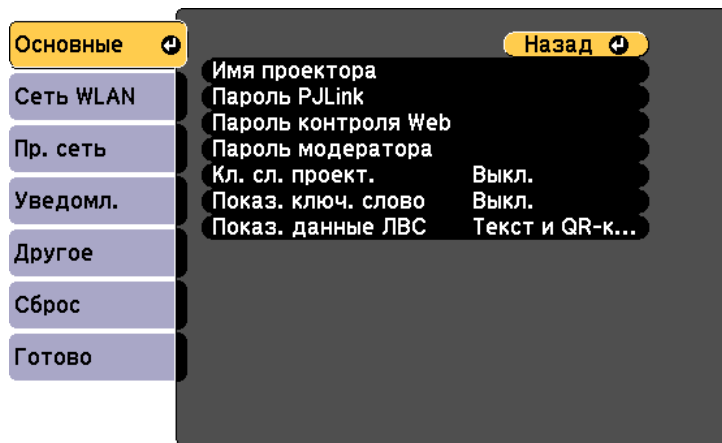 Основные
Назад
Имя проектора
Сеть WLAN
Пароль PJLink
Пароль контроля Web
Пр. сеть
Пароль модератора
Кл. сл. проект. Выкл.
Уведомл.
Показ. ключ. слово Выкл.
Показ. данные ЛВС Текст и QR-к...
Другое
Сброс
Готово